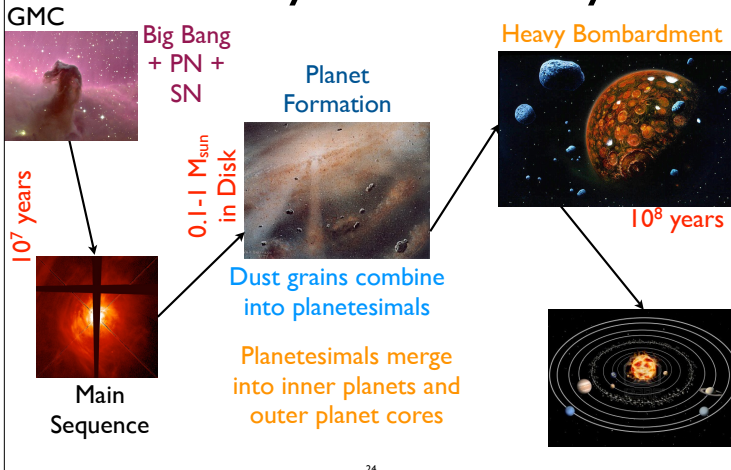 GMC
Big Bang
+ PN +
SN
Heavy Bombardment
Planet
Formation
10⁷ years
0.1-1 Msun
in Disk
10⁸ years
Dust grains combine
into planetesimals
Planetesimals merge
into inner planets and
outer planet cores
Main
Sequence
24